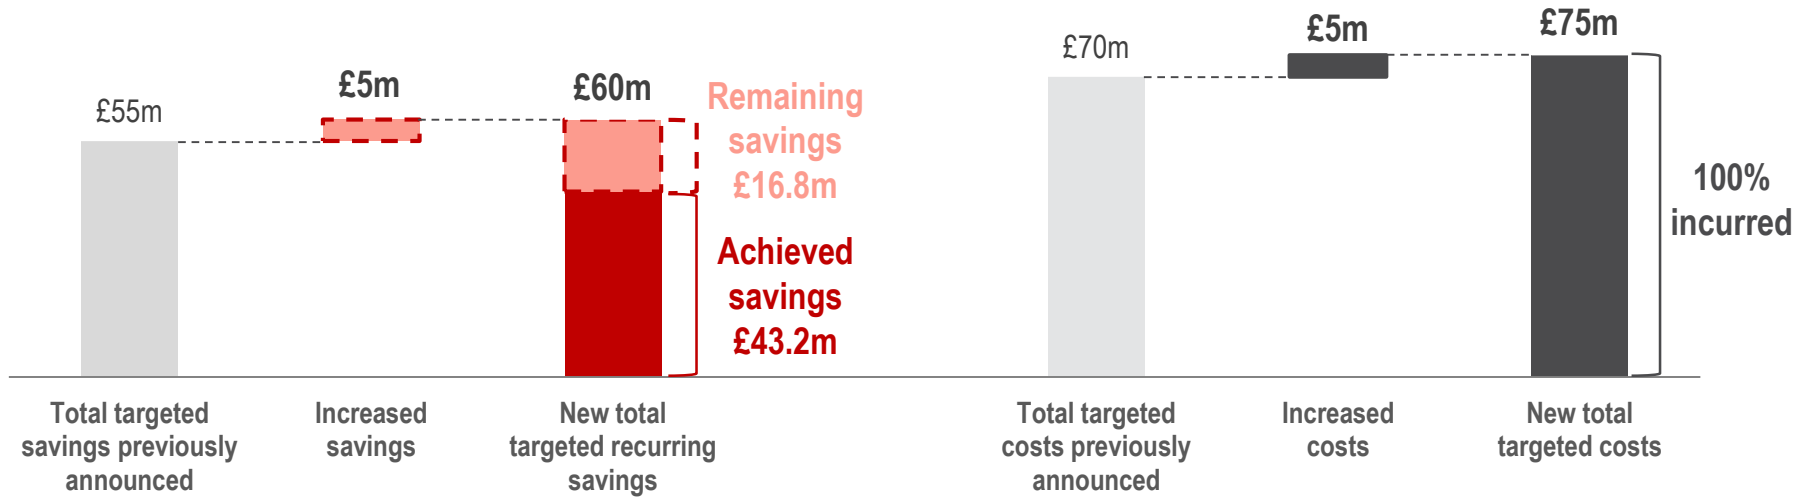 £55m
£5m
£60m
Remaining
savings
£16.8m
Achieved
savings
£43.2m
Total targeted
savings previously
announced
Increased
savings
New total
targeted recurring
savings
£70m
£5m
£75m
100%
incurred
Total targeted
costs previously
announced
Increased
costs
New total
targeted costs